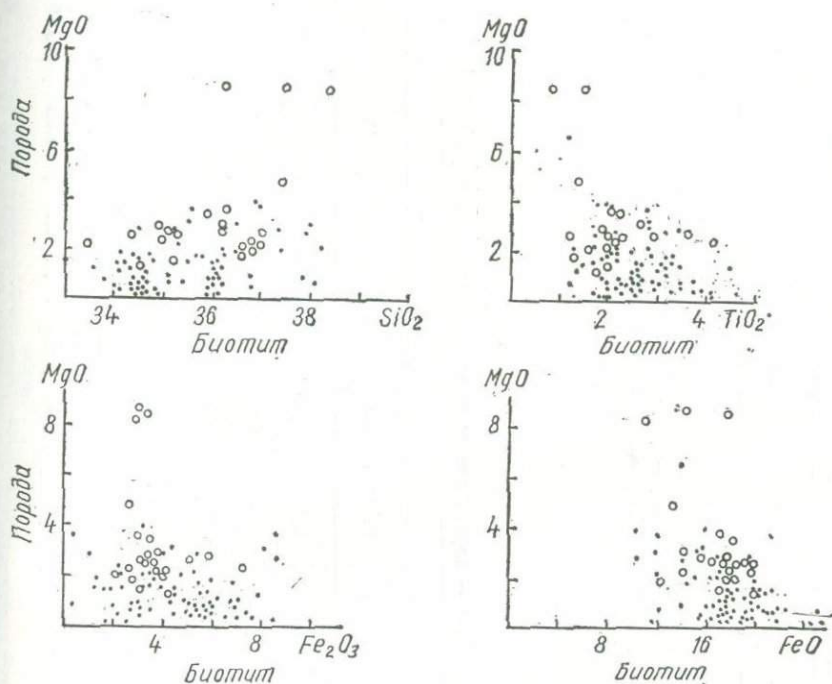 MgO
10
6
2
Порода
34 36 38 SiO₂
Биотит
MgO
10
6
2
2 4 TiO₂
Биотит
MgO
8
4
Порода
4 8 Fe₂O₃
Биотит
MgO
8
4
8 16 FeO
Биотит